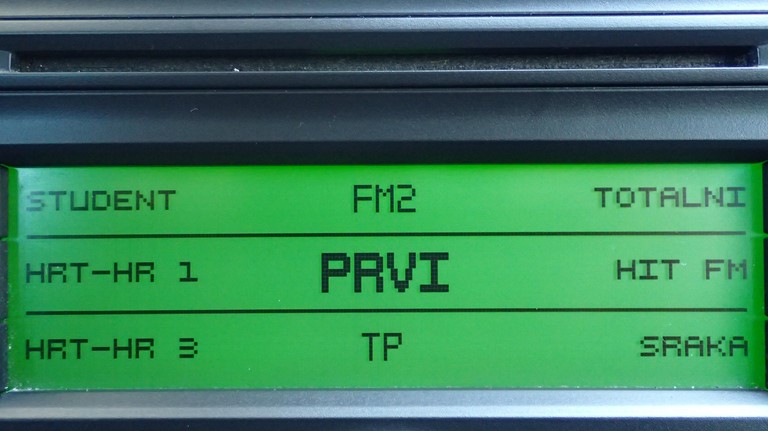 STUDENT FM2 TOTALNI
HRT-HR 1 PRVI HIT FM
HRT-HR 3 TP SRAKA